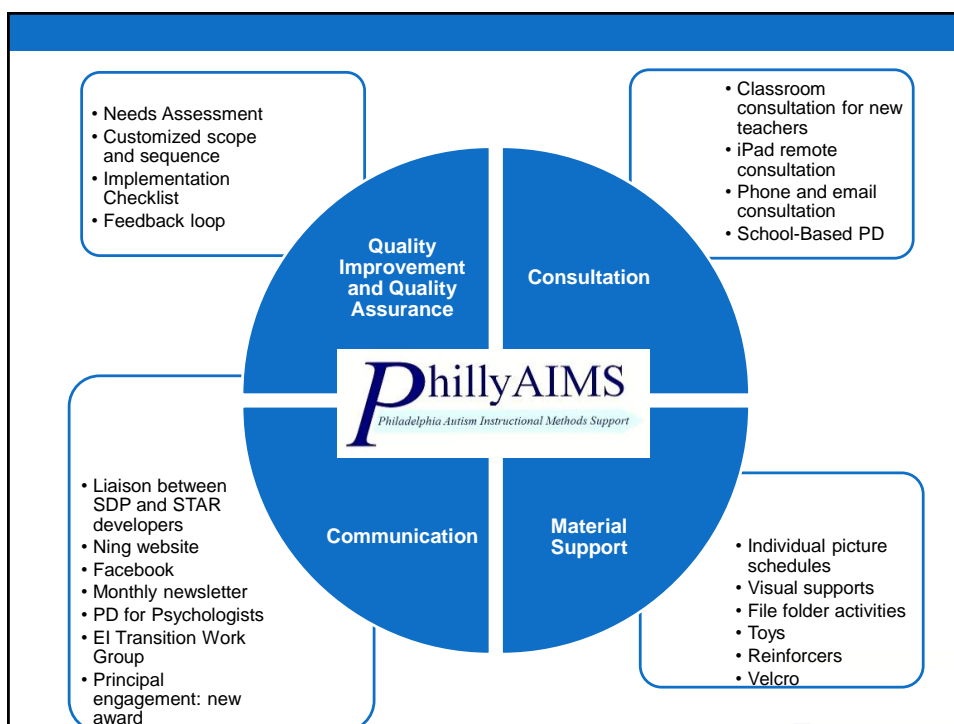 • Needs Assessment
• Customized scope
and sequence
• Implementation
Checklist
• Feedback loop
• Classroom
consultation for new
teachers
• iPad remote
consultation
• Phone and email
consultation
• School-Based PD
Quality
Improvement
and Quality
Assurance
Consultation
PhillyAIMS
Philadelphia Autism Instructional Methods Support
Communication
Material
Support
• Liaison between
SDP and STAR
developers
• Ning website
• Facebook
• Monthly newsletter
• PD for Psychologists
• EI Transition Work
Group
• Principal
engagement: new
award
• Individual picture
schedules
• Visual supports
• File folder activities
• Toys
• Reinforcers
• Velcro